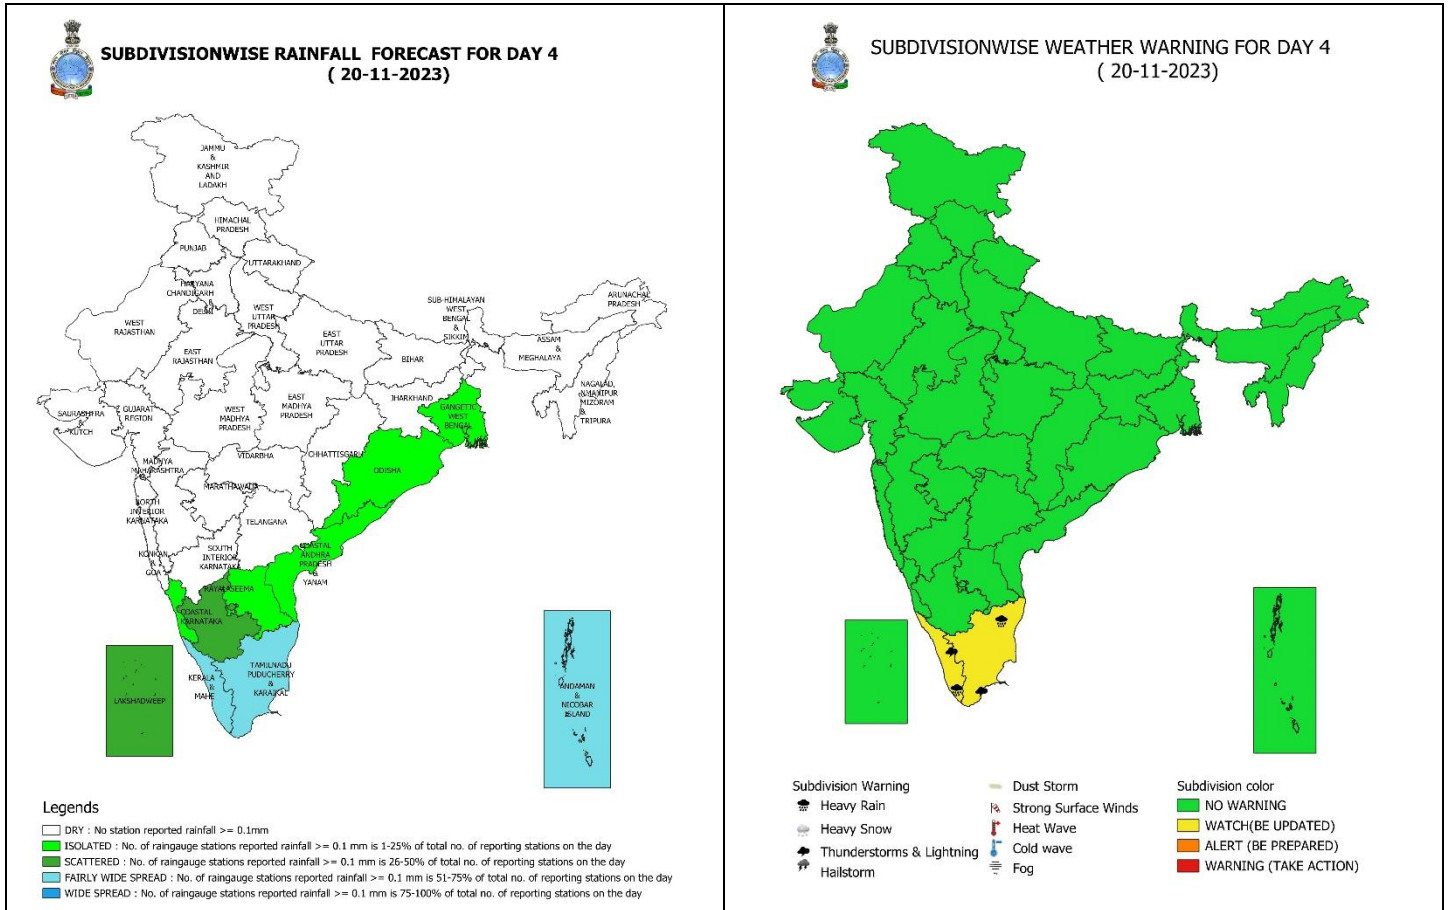 SUBDIVISIONWISE RAINFALL FORECAST FOR DAY 4
( 20-11-2023)
JAMMU
&
KASHMIR
AND
LADAKH
HIMACHAL
PRADESH
PUNJAB
UTTARAKHAND
HARYANA
CHANDIGARH
&
DELHI
WEST
RAJASTHAN
WEST
UTTAR
PRADESH
EAST
UTTAR
PRADESH
SUB-HIMALAYAN
WEST
BENGAL
&
SIKKIM
ARUNACHAL
PRADESH
ASSAM
&
MEGHALAYA
EAST
RAJASTHAN
BIHAR
NAGALAD,
MANIPUR
MIZORAM
&
TRIPURA
JHARKHAND
GANGETIC
WEST
BENGAL
SAURASHTRA
&
KUTCH
GUJARAT
REGION
WEST
MADHYA
PRADESH
EAST
MADHYA
PRADESH
VIDARBHA
CHHATTISGARH
ODISHA
MADHYA
MAHARASHTRA
MARATHAWADA
NORTH
INTERIOR
KARNATAKA
TELANGANA
KONKAN
&
GOA
SOUTH
INTERIOR
KARNATAKA
COASTAL
ANDHRA
PRADESH
&
YANAM
RAYALASEEMA
COASTAL
KARNATAKA
KERALA
&
MAHE
TAMILNADU
PUDUCHERRY
&
KARAIKAL
LAKSHADWEEP
ANDAMAN
&
NICOBAR
ISLAND
Legends
DRY : No station reported rainfall >= 0.1mm
ISOLATED : No. of raingauge stations reported rainfall >= 0.1 mm is 1-25% of total no. of reporting stations on the day
SCATTERED : No. of raingauge stations reported rainfall >= 0.1 mm is 26-50% of total no. of reporting stations on the day
FAIRLY WIDE SPREAD : No. of raingauge stations reported rainfall >= 0.1 mm is 51-75% of total no. of reporting stations on the day
WIDE SPREAD : No. of raingauge stations reported rainfall >= 0.1 mm is 75-100% of total no. of reporting stations on the day
SUBDIVISIONWISE WEATHER WARNING FOR DAY 4
( 20-11-2023)
Subdivision Warning
Heavy Rain
Heavy Snow
Thunderstorms & Lightning
Hailstorm
Dust Storm
Strong Surface Winds
Heat Wave
Cold wave
Fog
Subdivision color
NO WARNING
WATCH(BE UPDATED)
ALERT (BE PREPARED)
WARNING (TAKE ACTION)